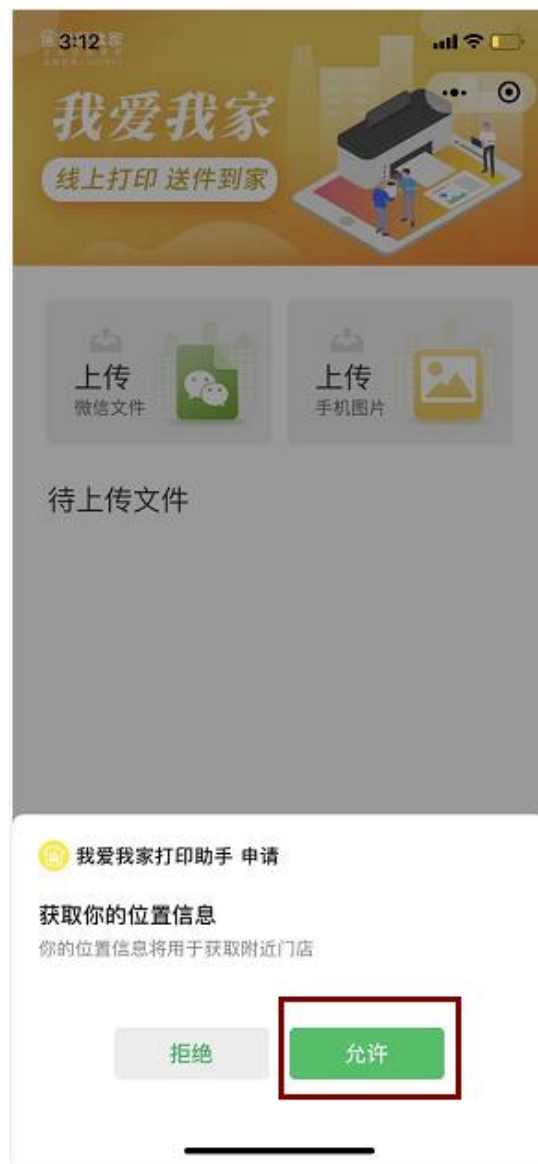 3:12
我爱我家
线上打印 送件到家
上传
微信文件
上传
手机图片
待上传文件
我爱我家打印助手 申请
获取你的位置信息
你的位置信息将用于获取附近门店
拒绝
允许